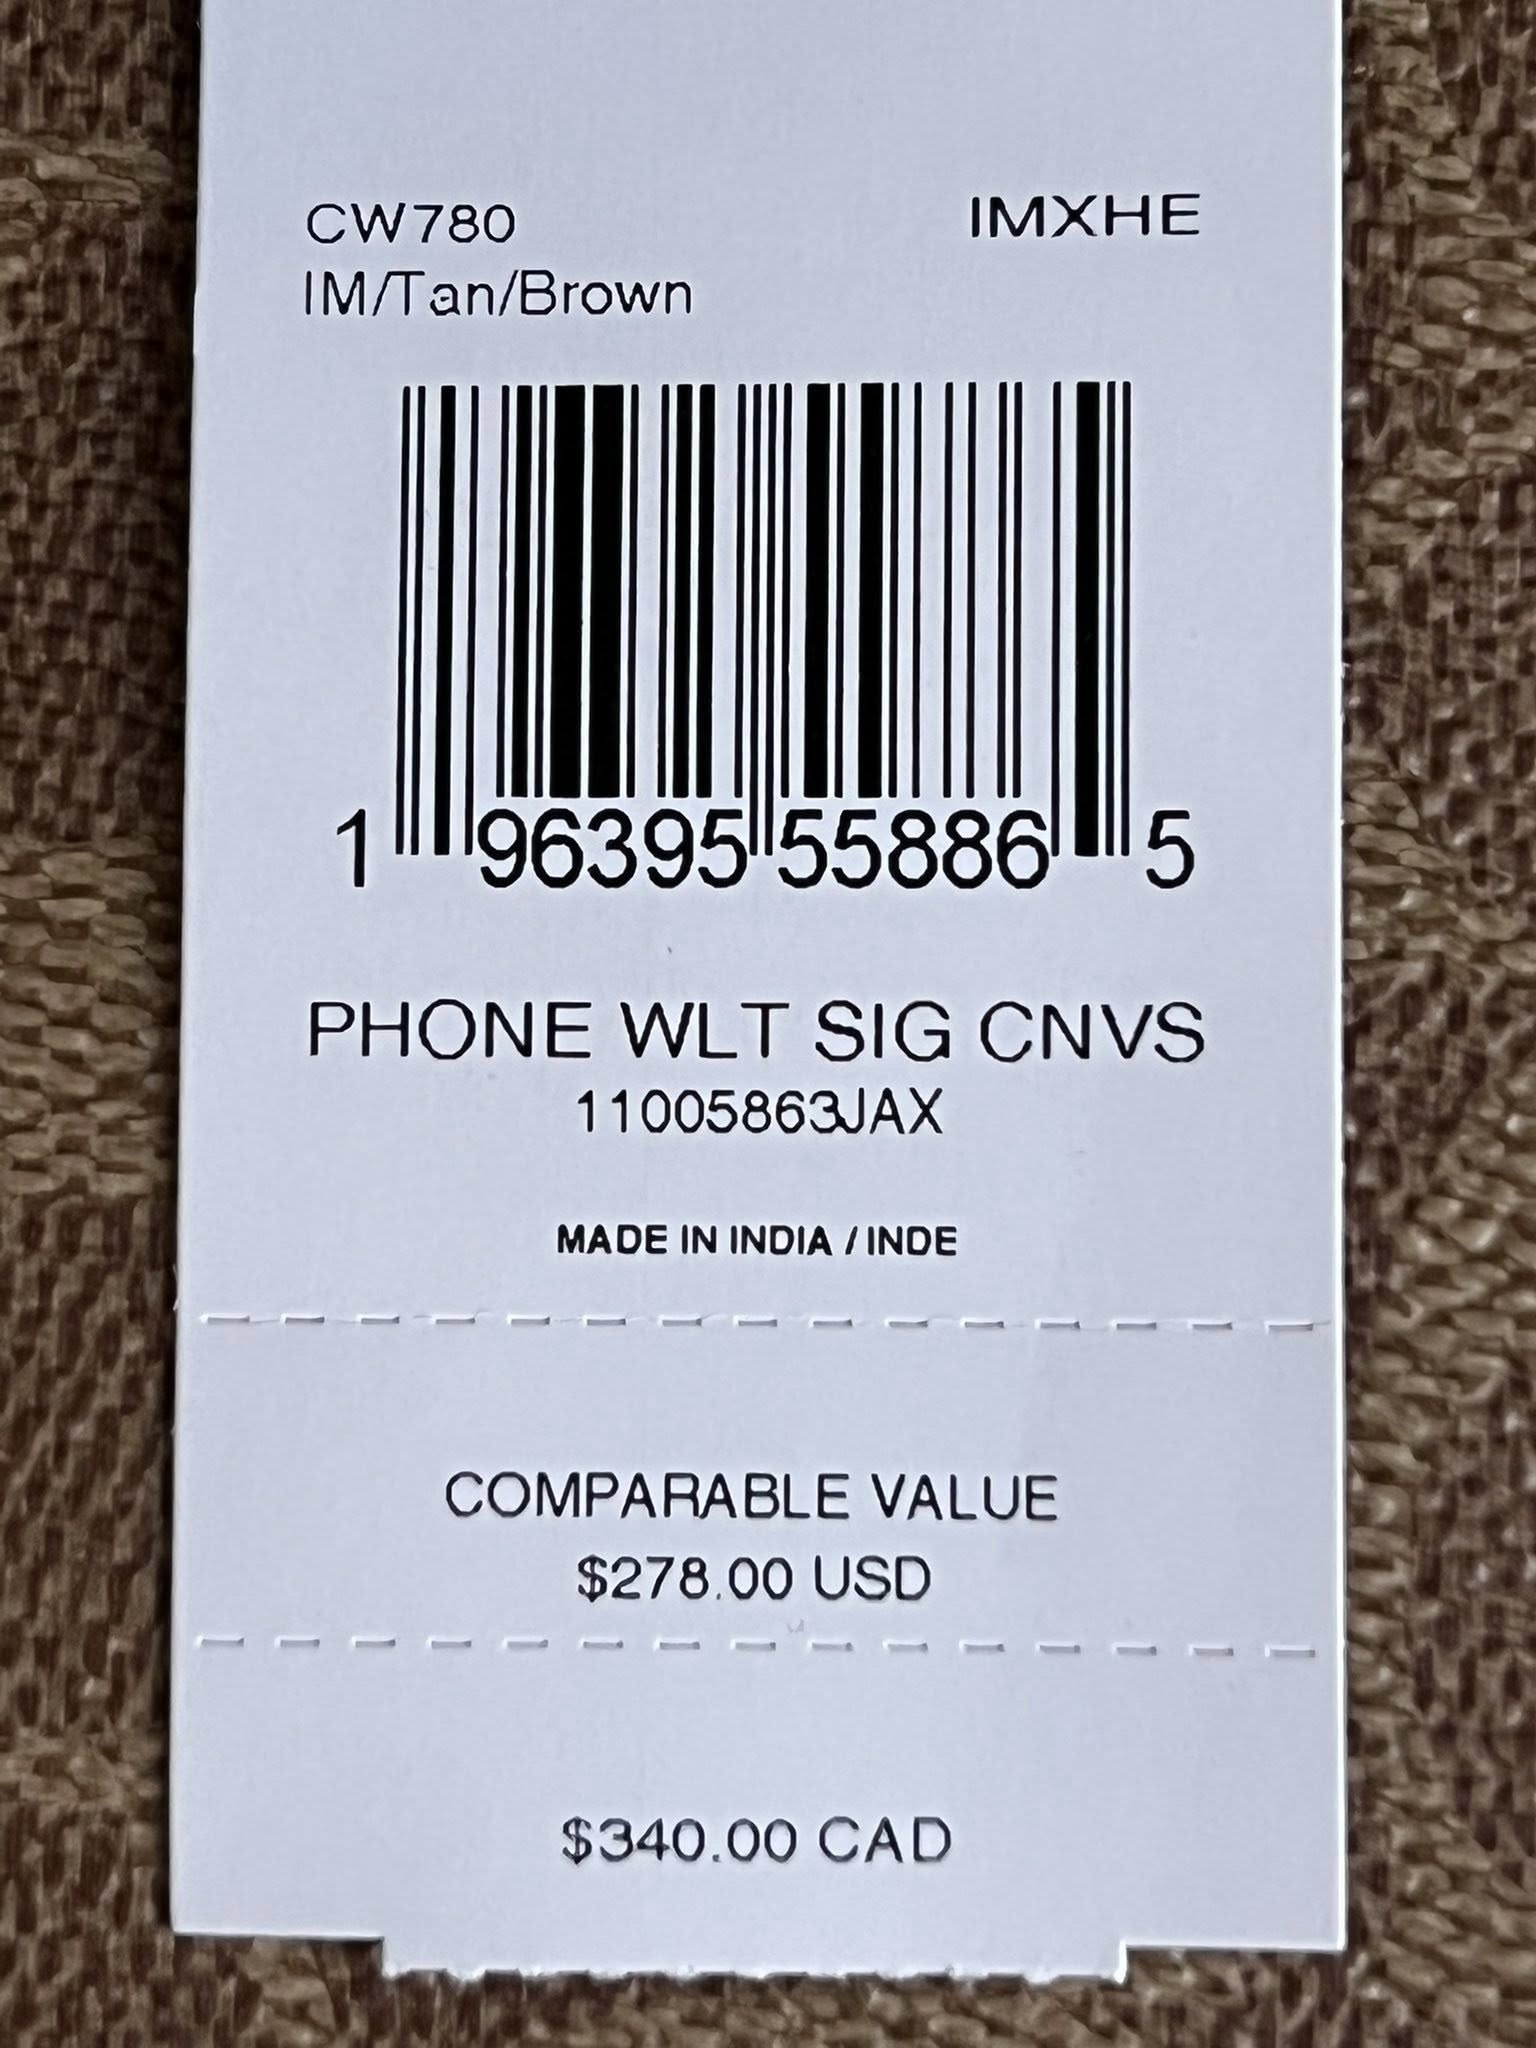 CW780 IMXHE
IM/Tan/Brown
1 96395 55886 5
PHONE WLT SIG CNVS
11005863JAX
MADE IN INDIA / INDE
COMPARABLE VALUE
$278.00 USD
$340.00 CAD